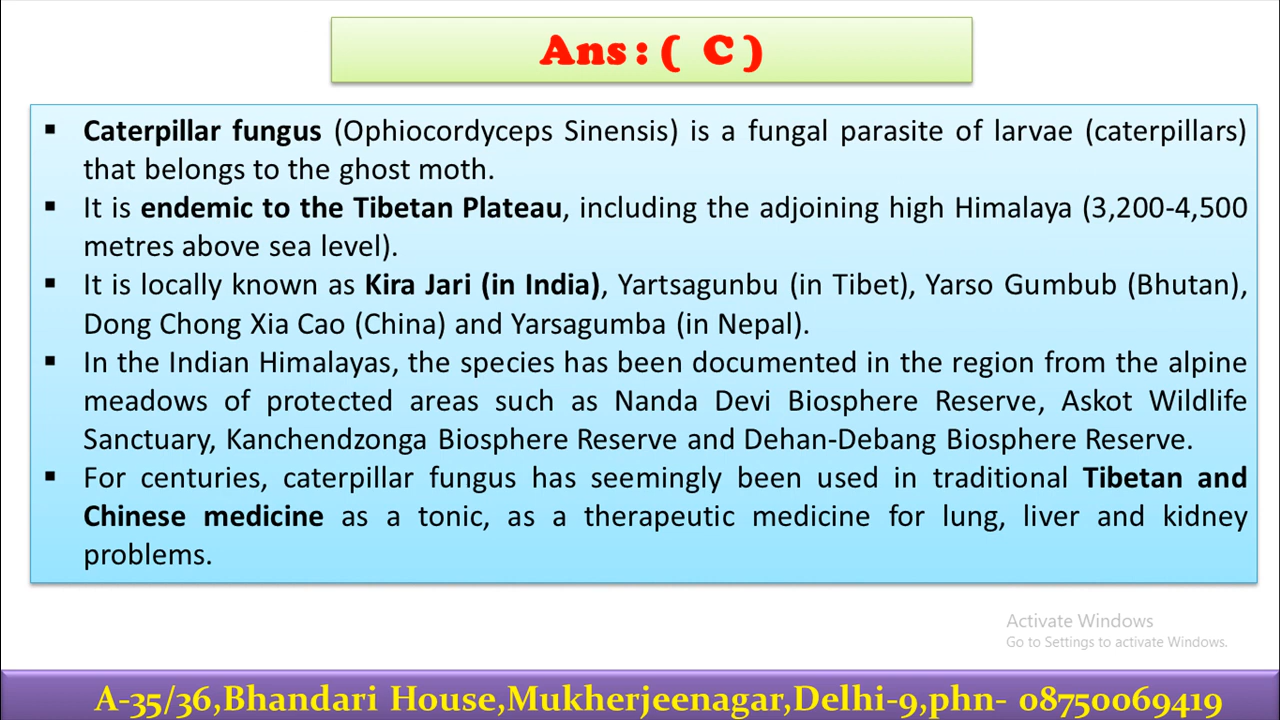 Ans : ( C )
▪ Caterpillar fungus (Ophiocordyceps Sinensis) is a fungal parasite of larvae (caterpillars)
that belongs to the ghost moth.
▪ It is endemic to the Tibetan Plateau, including the adjoining high Himalaya (3,200-4,500
metres above sea level).
▪ It is locally known as Kira Jari (in India), Yartsagunbu (in Tibet), Yarso Gumbub (Bhutan),
Dong Chong Xia Cao (China) and Yarsagumba (in Nepal).
▪ In the Indian Himalayas, the species has been documented in the region from the alpine
meadows of protected areas such as Nanda Devi Biosphere Reserve, Askot Wildlife
Sanctuary, Kanchendzonga Biosphere Reserve and Dehan-Debang Biosphere Reserve.
▪ For centuries, caterpillar fungus has seemingly been used in traditional Tibetan and
Chinese medicine as a tonic, as a therapeutic medicine for lung, liver and kidney
problems.
Activate Windows
Go to Settings to activate Windows.
A-35/36,Bhandari House,Mukherjeenagar,Delhi-9,phn- 08750069419